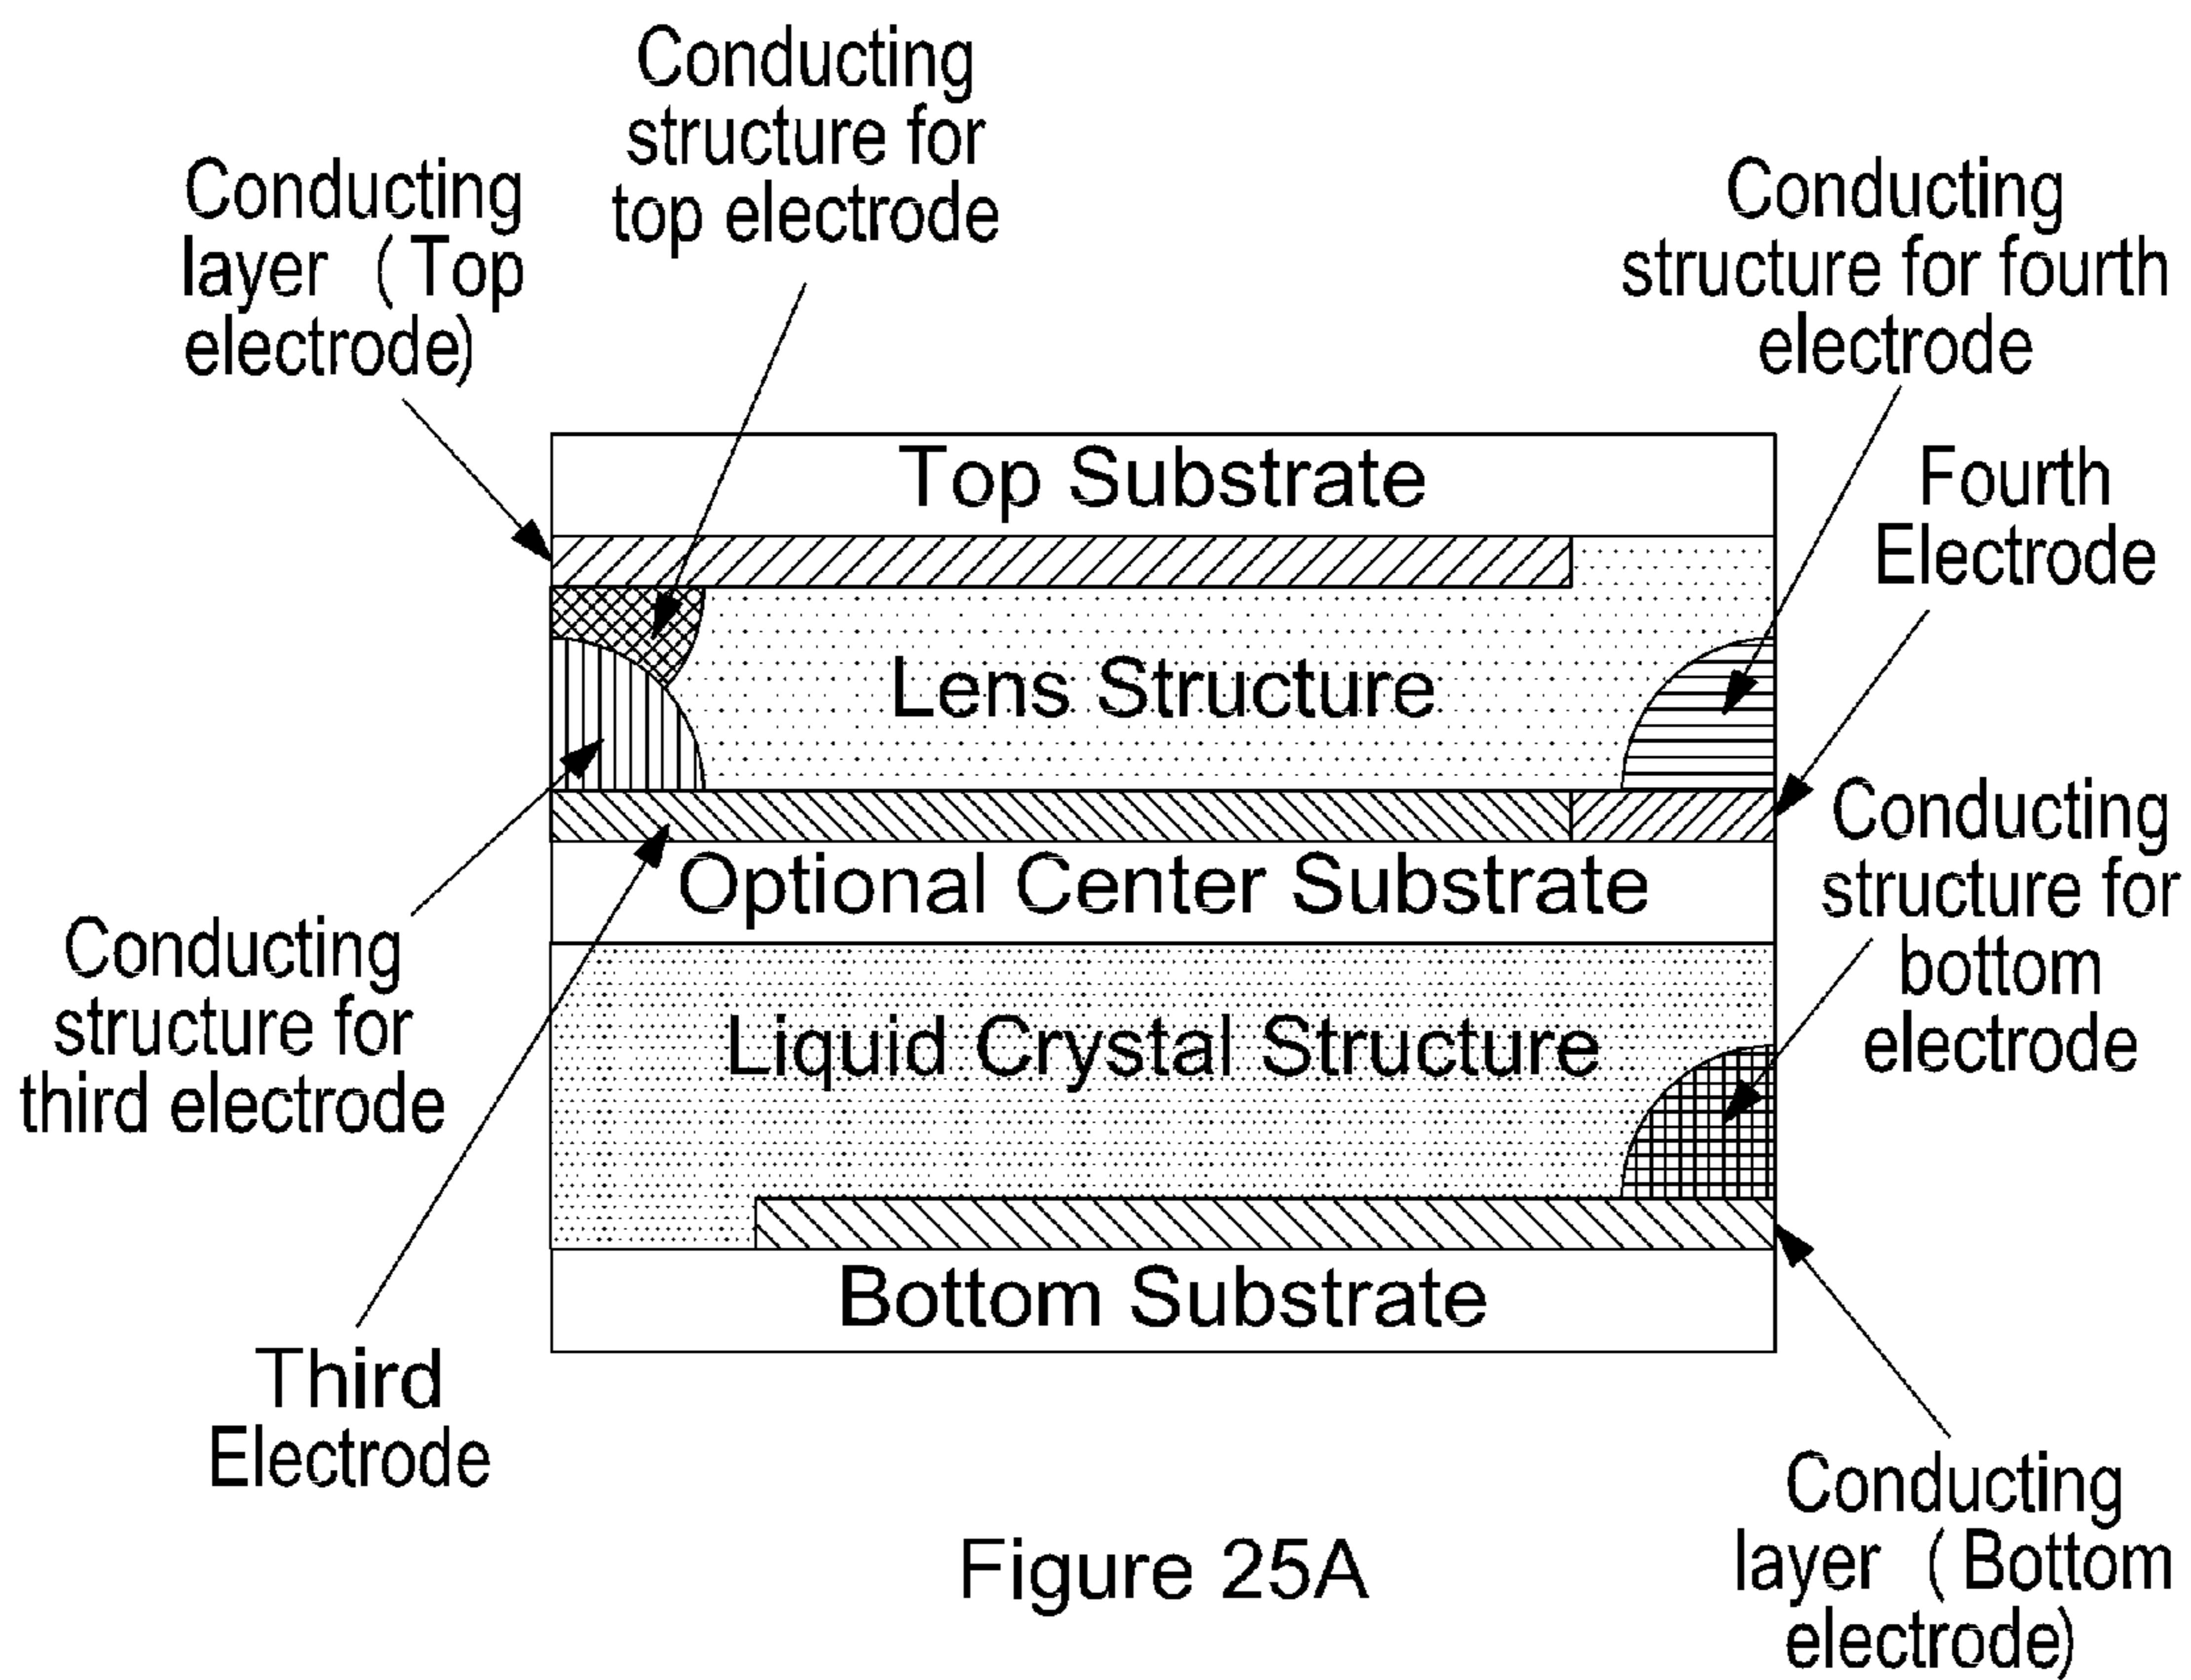 Conducting
structure for
top electrode
Conducting
layer (Top
electrode)
Conducting
structure for fourth
electrode
Top Substrate
Fourth
Electrode
Lens Structure
Conducting
structure for
bottom
electrode
Optional Center Substrate
Conducting
structure for
third electrode
Liquid Crystal Structure
Bottom Substrate
Third
Electrode
Conducting
layer (Bottom
electrode)
Figure 25A